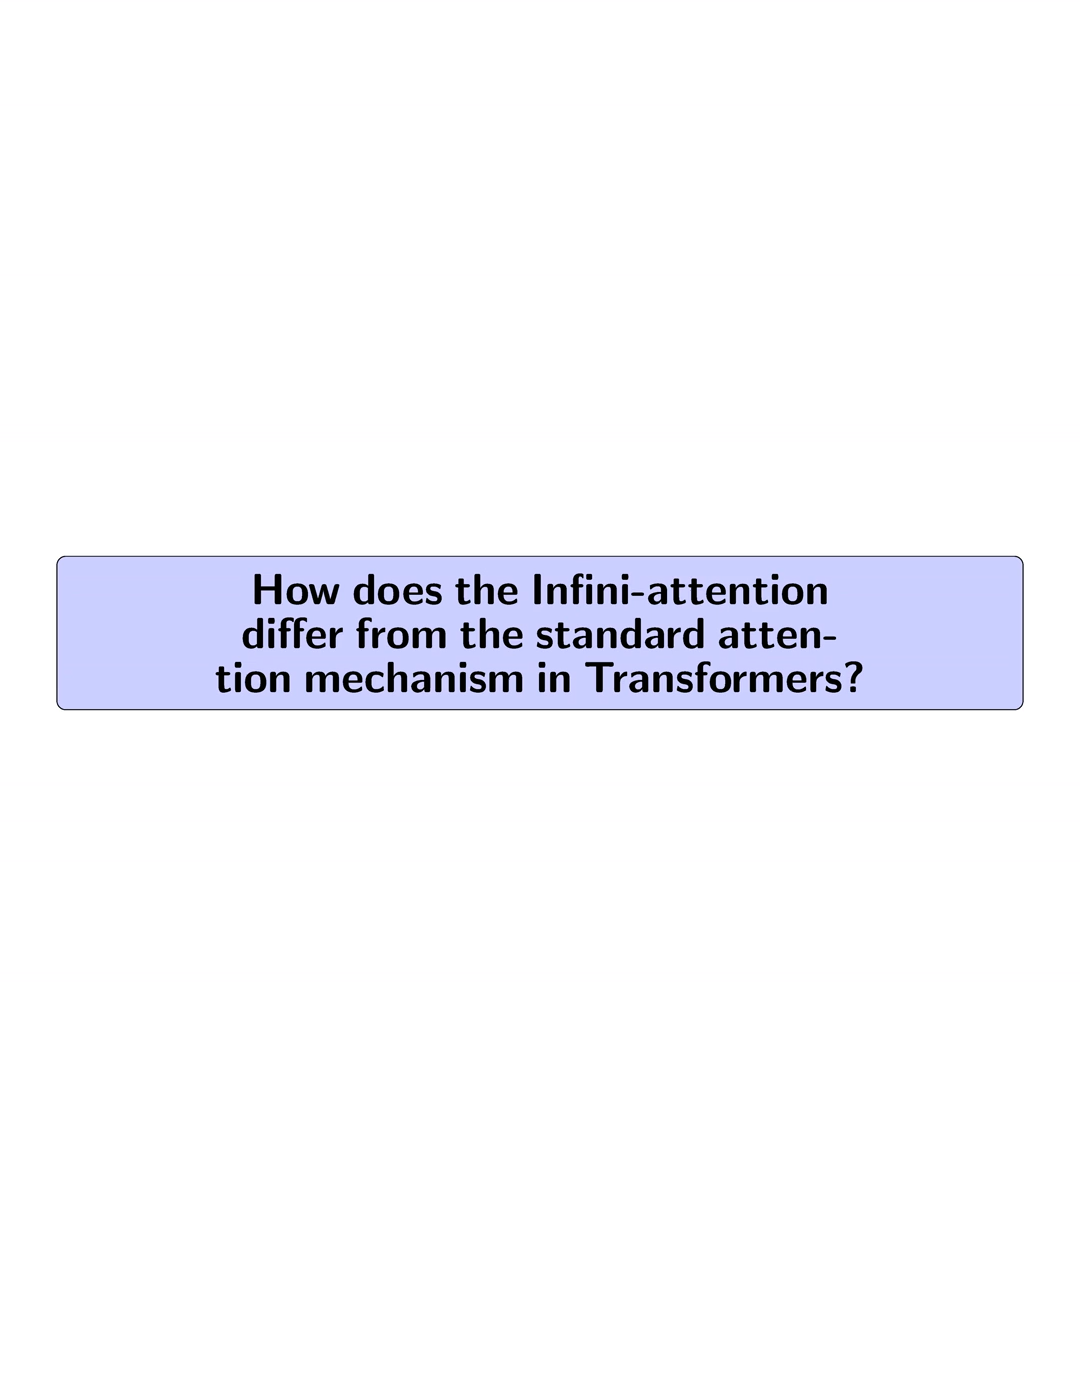 How does the Infini-attention
differ from the standard atten-
tion mechanism in Transformers?